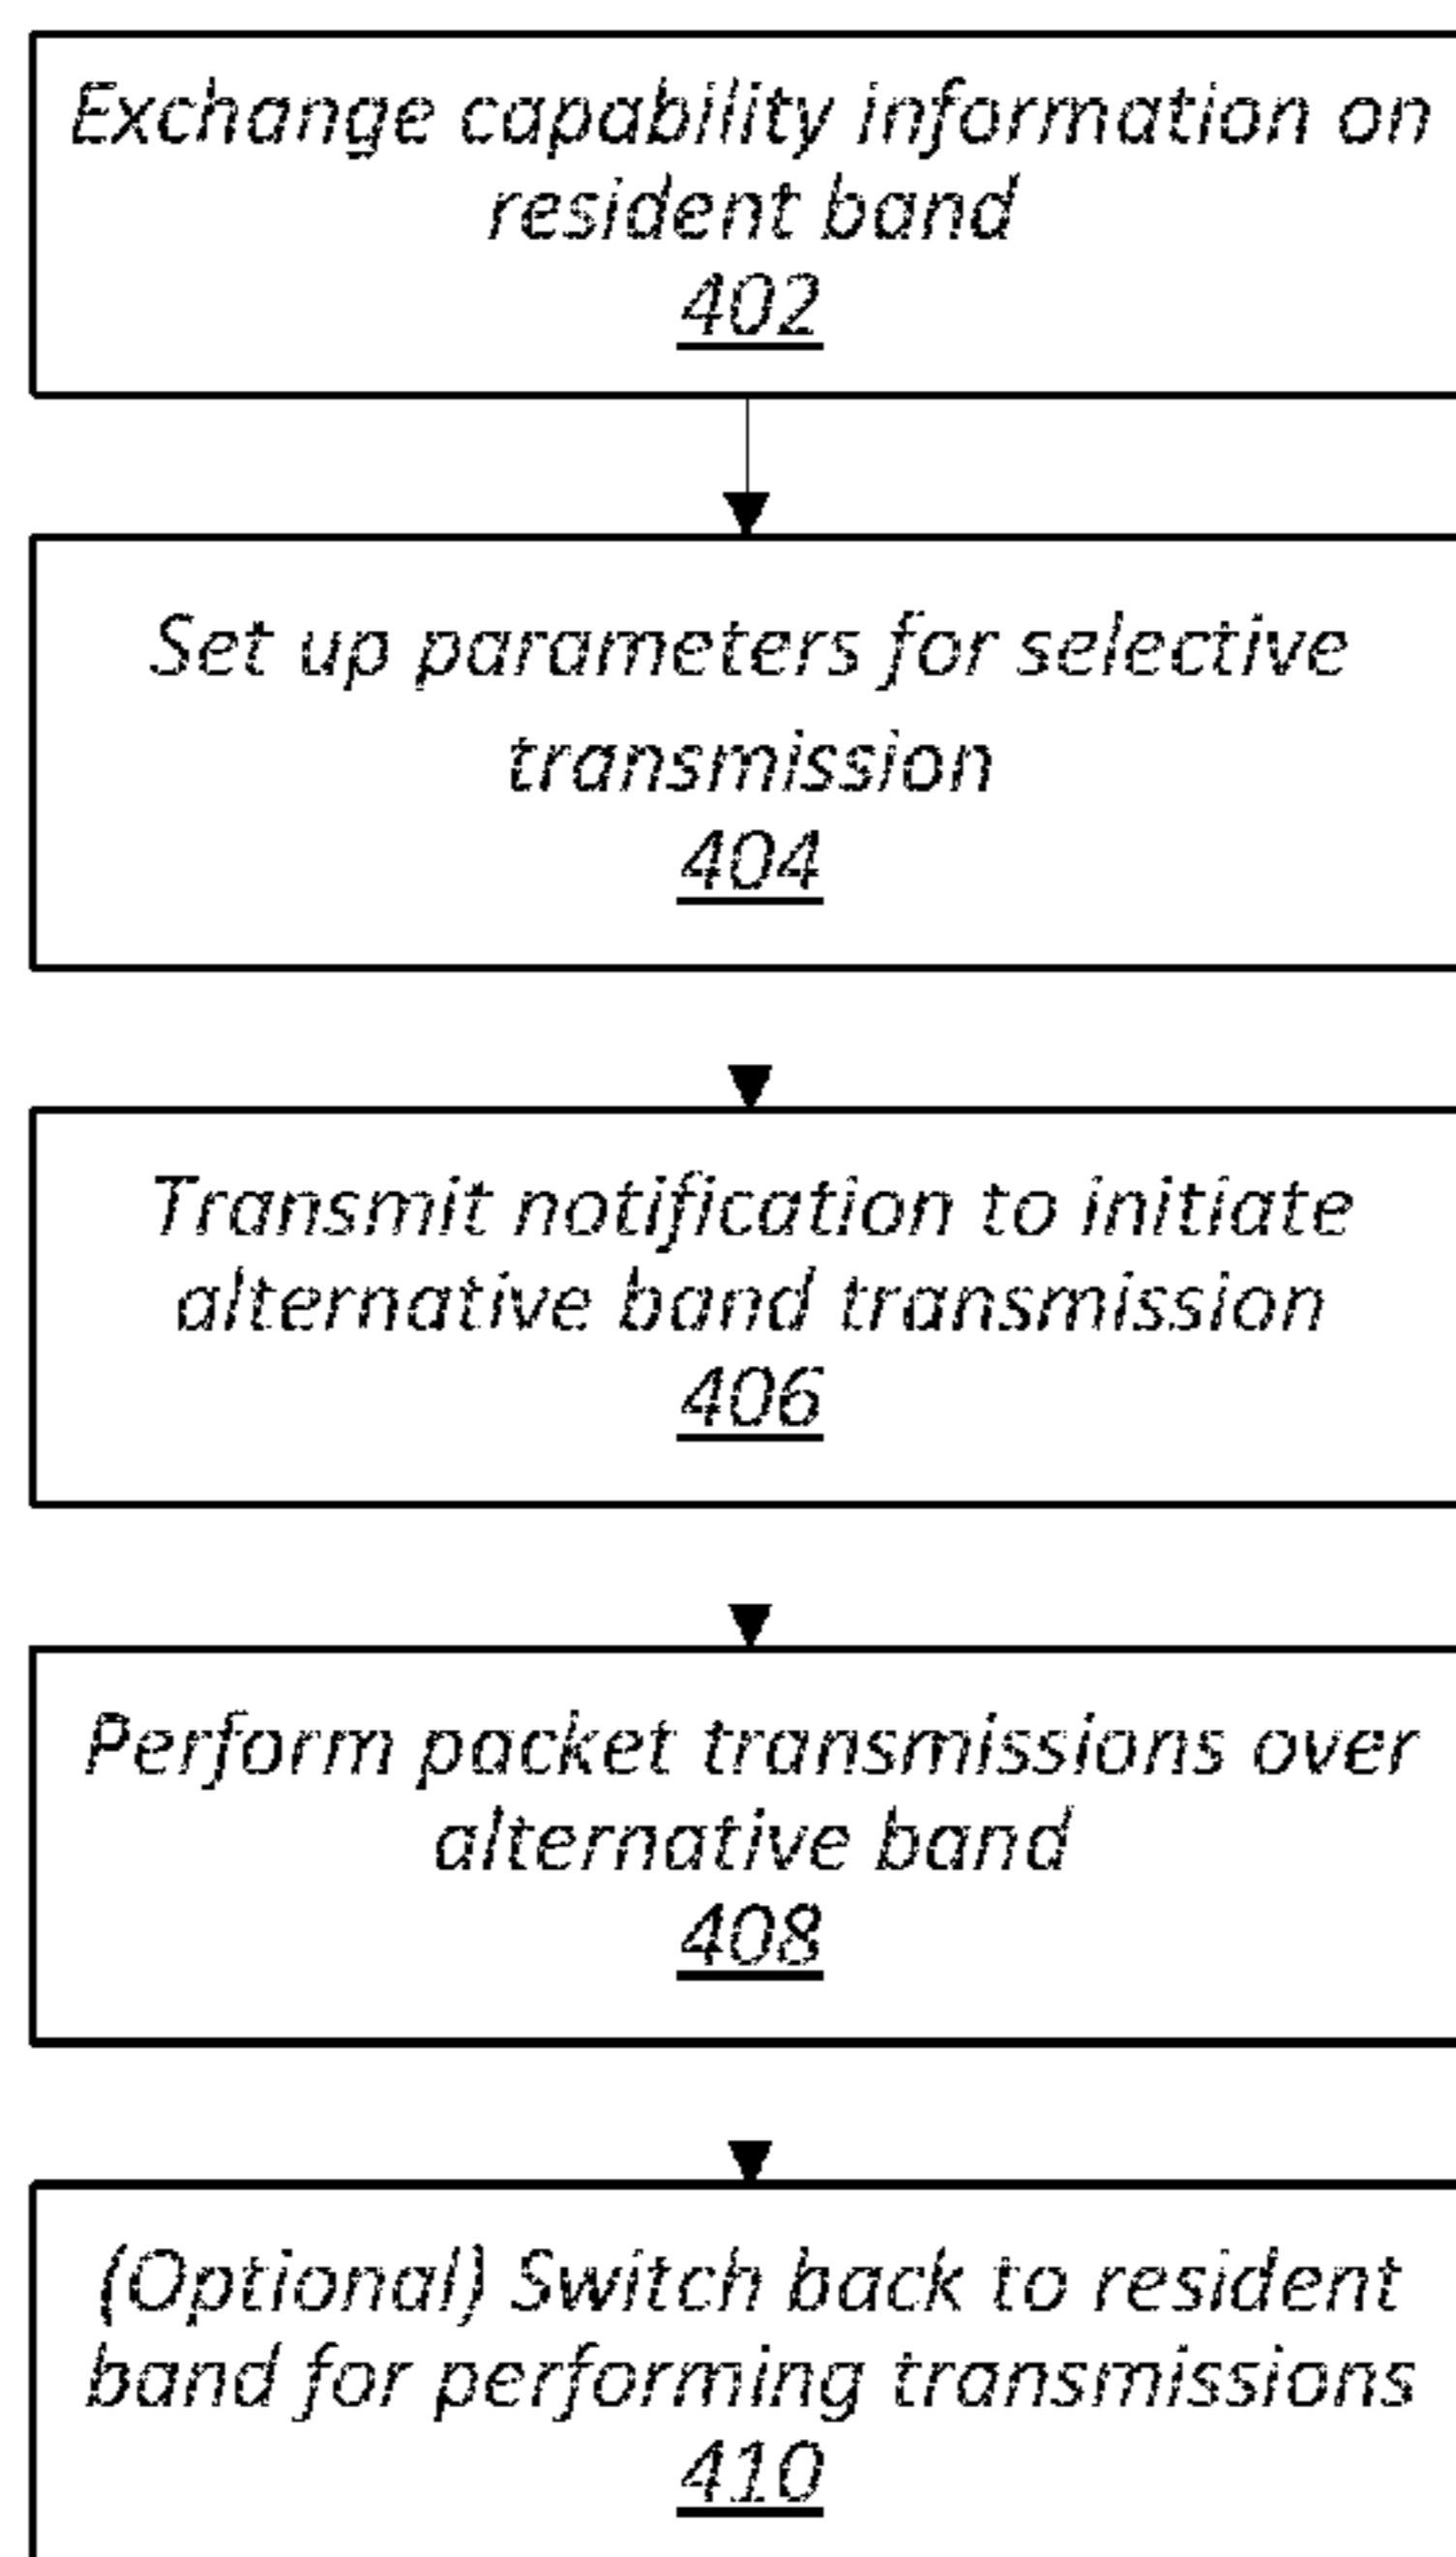 Exchange capability information on
resident band
402
Set up parameters for selective
transmission
404
Transmit notification to initiate
alternative band transmission
406
Perform packet transmissions over
alternative band
408
(Optional) Switch back to resident
band for performing transmissions
410